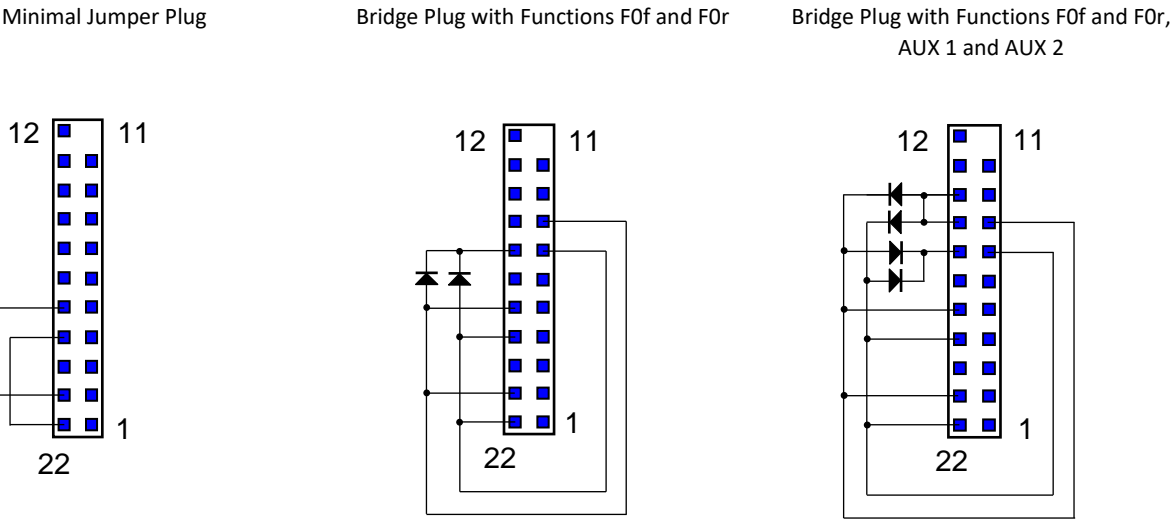 Minimal Jumper Plug
Bridge Plug with Functions F0f and F0r
Bridge Plug with Functions F0f and F0r,
AUX 1 and AUX 2
12 11
1
22
12 11
1
22
12 11
1
22